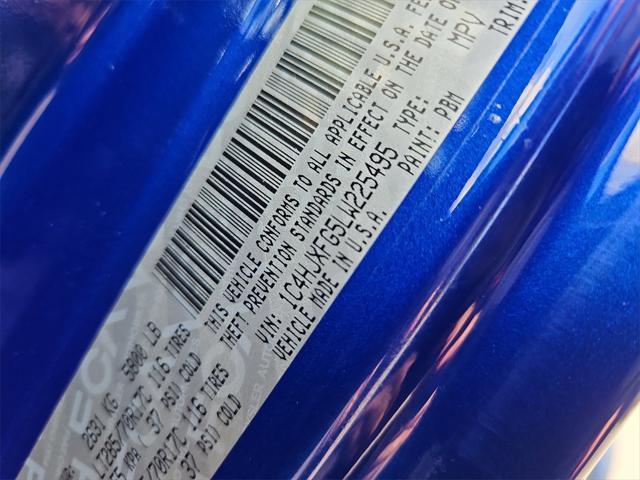 2631 KG 5800 LB
LT285/70R17C 116 TIRES
KPA 37 PSI) COLD
/70R17C 116 TIRES
37 PSI) COLD
THIS VEHICLE CONFORMS TO ALL APPLICABLE U.S.A. FE
THEFT PREVENTION STANDARDS IN EFFECT ON THE DATE O
VIN: 1C4HJXFG5LW225495 TYPE: MPV
VEHICLE MADE IN U.S.A. PAINT: PBM TRIM: